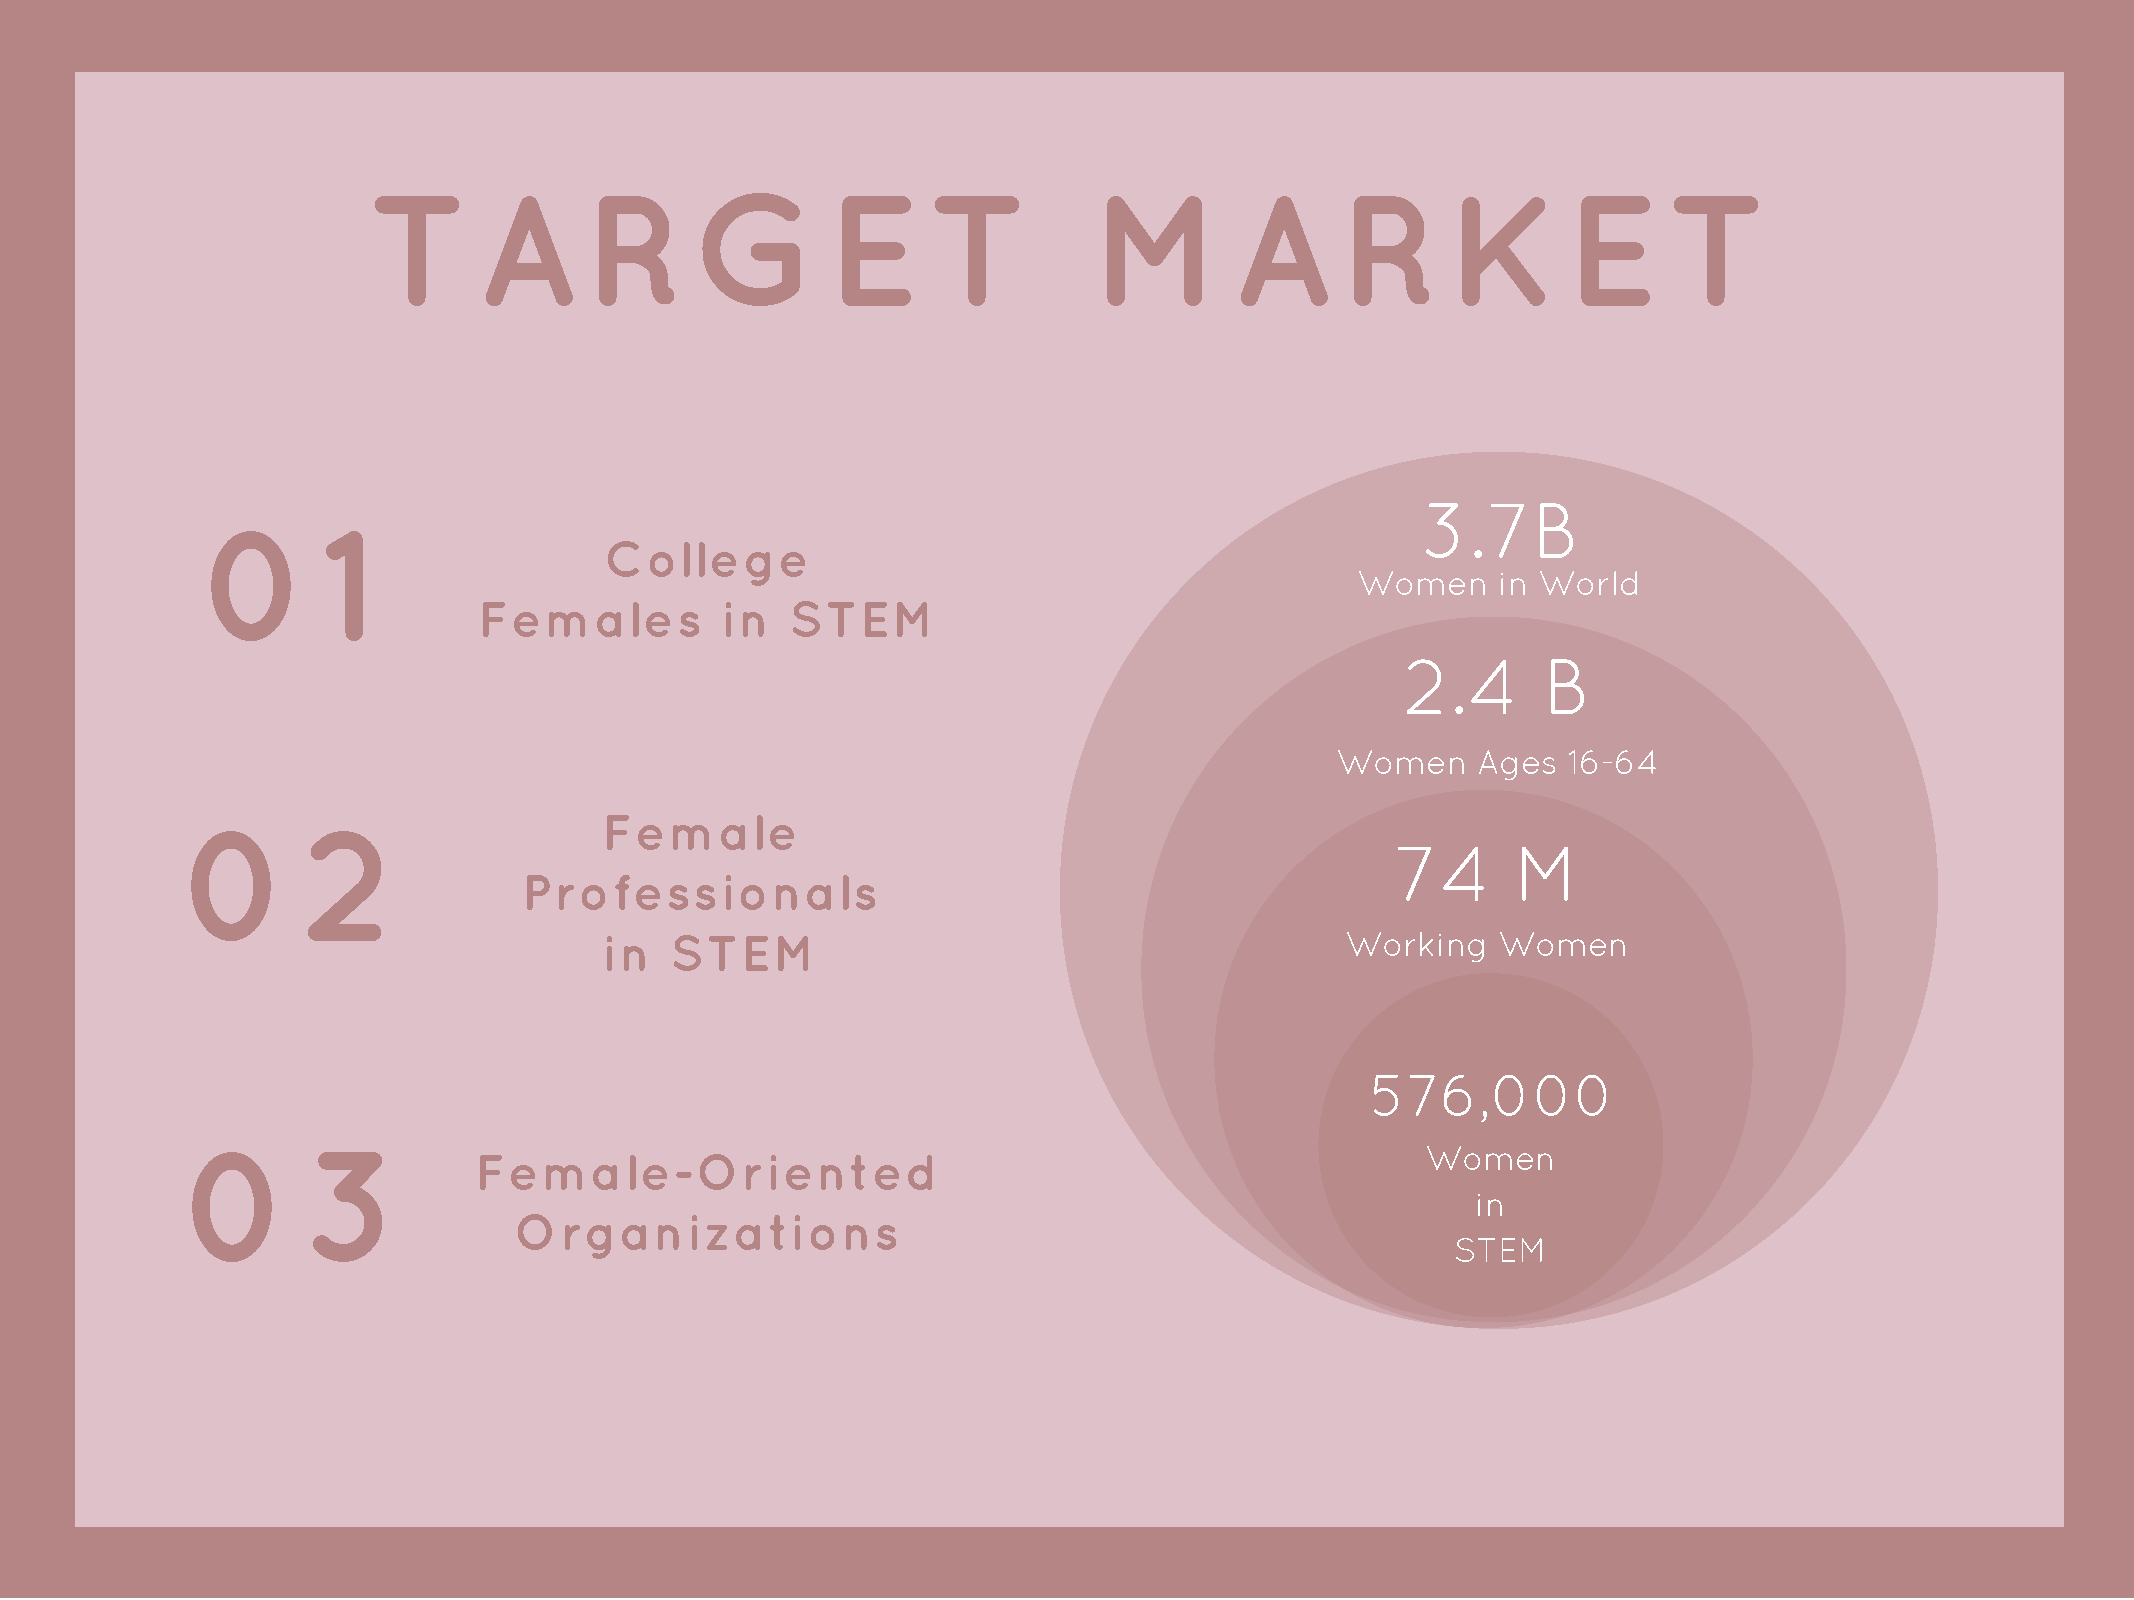 TARGET MARKET
01
College
Females in STEM
02
Female
Professionals
in STEM
03
Female-Oriented
Organizations
3.7B
Women in World
2.4 B
Women Ages 16-64
74 M
Working Women
576,000
Women
in
STEM